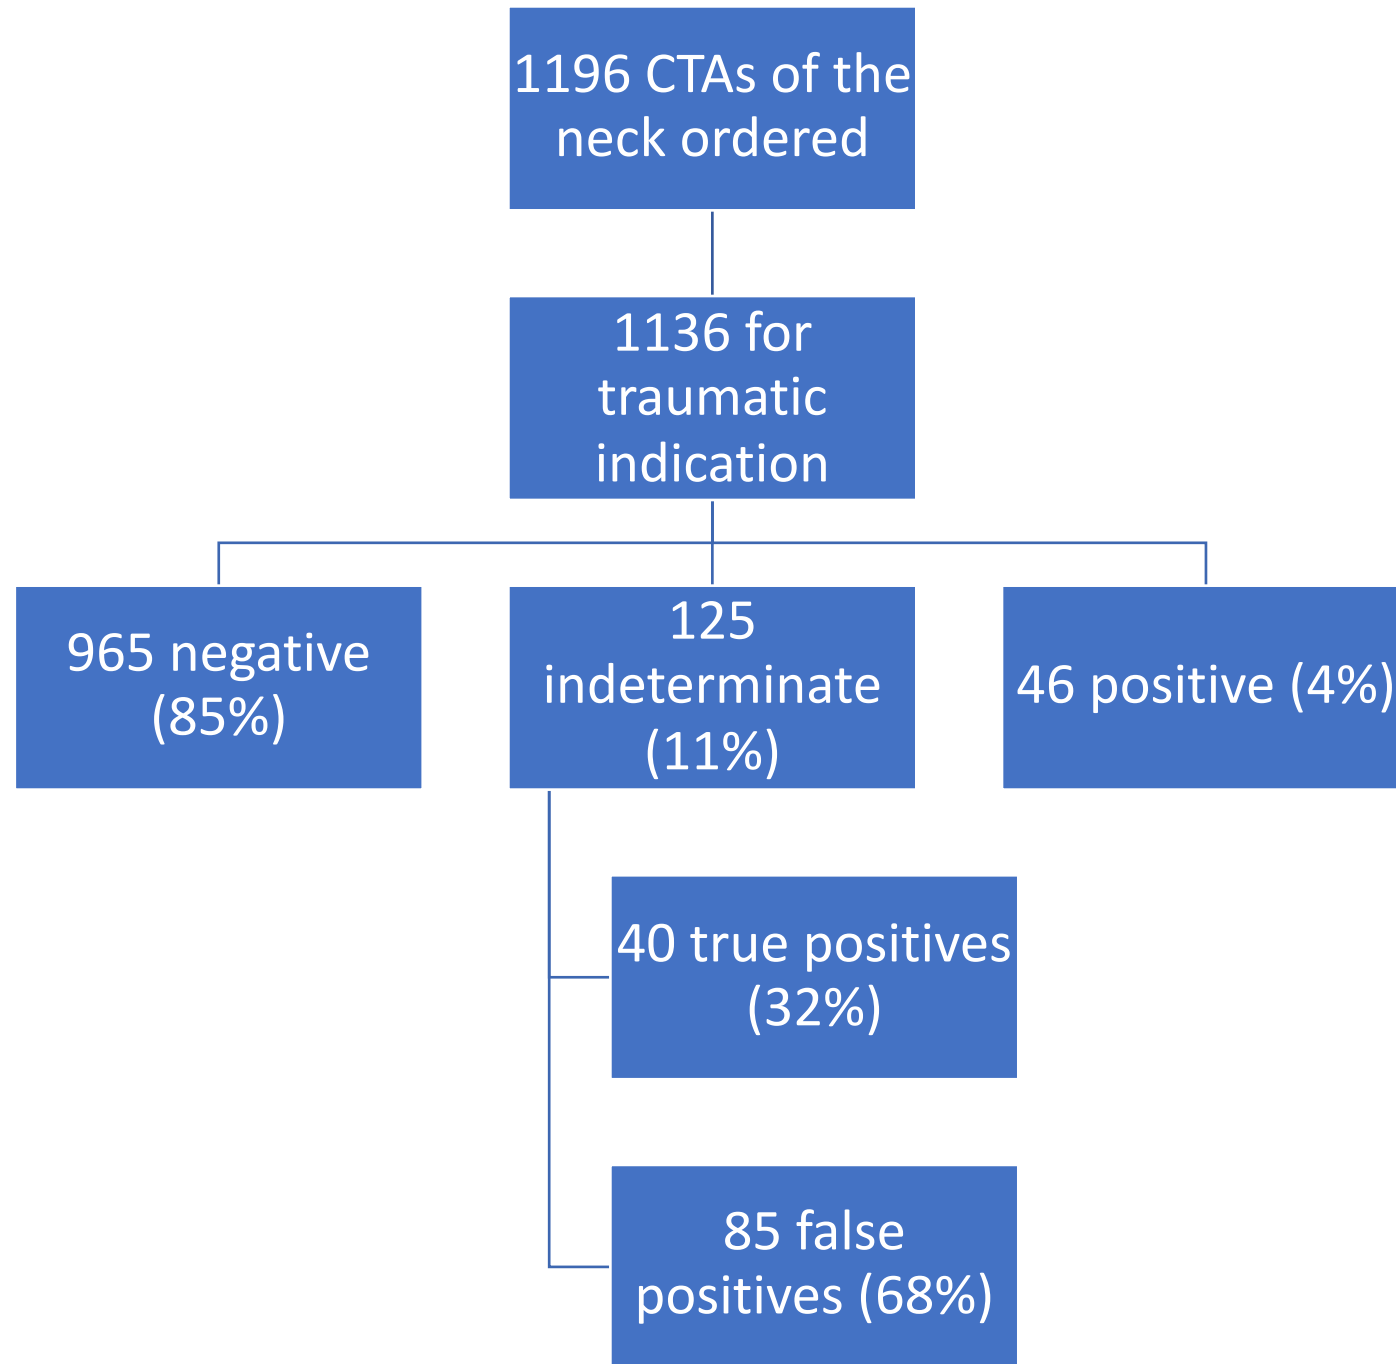 1196 CTAs of the
neck ordered
1136 for
traumatic
indication
965 negative
(85%)
125
indeterminate
(11%)
46 positive (4%)
40 true positives
(32%)
85 false
positives (68%)